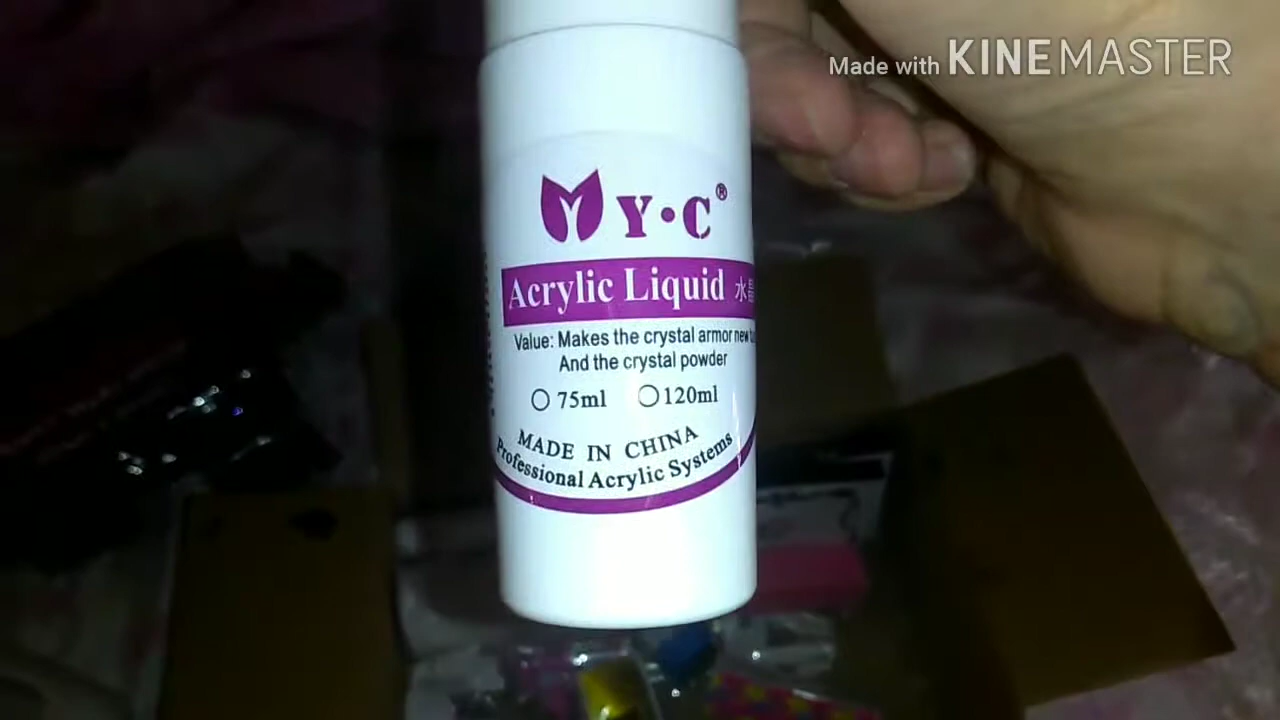 Made with KINEMASTER
Y·C®
Acrylic Liquid 水晶
Value: Makes the crystal armor new
And the crystal powder
75ml 120ml
MADE IN CHINA
Professional Acrylic Systems